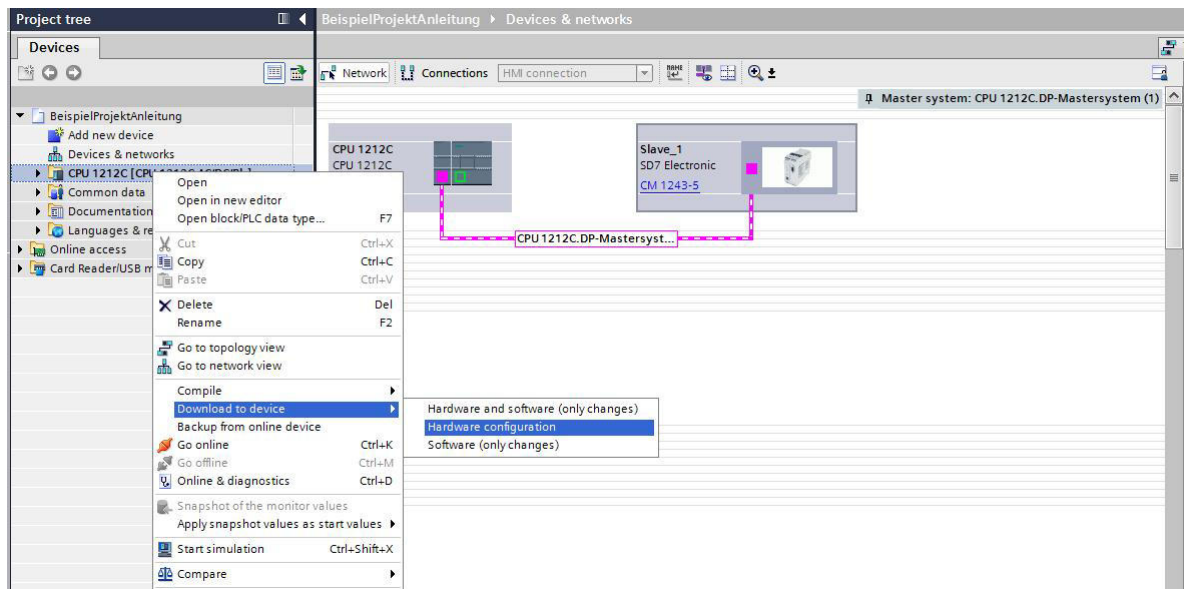 Project tree
BeispielProjektAnleitung ▸ Devices & networks
Devices
Network
Connections
HMI connection
Master system: CPU 1212C.DP-Mastersystem (1)
BeispielProjektAnleitung
Add new device
Devices & networks
CPU 1212C [CPU 1212C AC/DC/Rly]
Common data
Documentation
Languages & re
Online access
Card Reader/USB m
CPU 1212C
CPU 1212C
Slave_1
SD7 Electronic
CM 1243-5
CPU 1212C.DP-Mastersyst...
Open
Open in new editor
Open block/PLC data type... F7
Cut Ctrl+X
Copy Ctrl+C
Paste Ctrl+V
Delete Del
Rename F2
Go to topology view
Go to network view
Compile
Download to device
Backup from online device
Go online Ctrl+K
Go offline Ctrl+M
Online & diagnostics Ctrl+D
Snapshot of the monitor values
Apply snapshot values as start values
Start simulation Ctrl+Shift+X
Compare
Hardware and software (only changes)
Hardware configuration
Software (only changes)